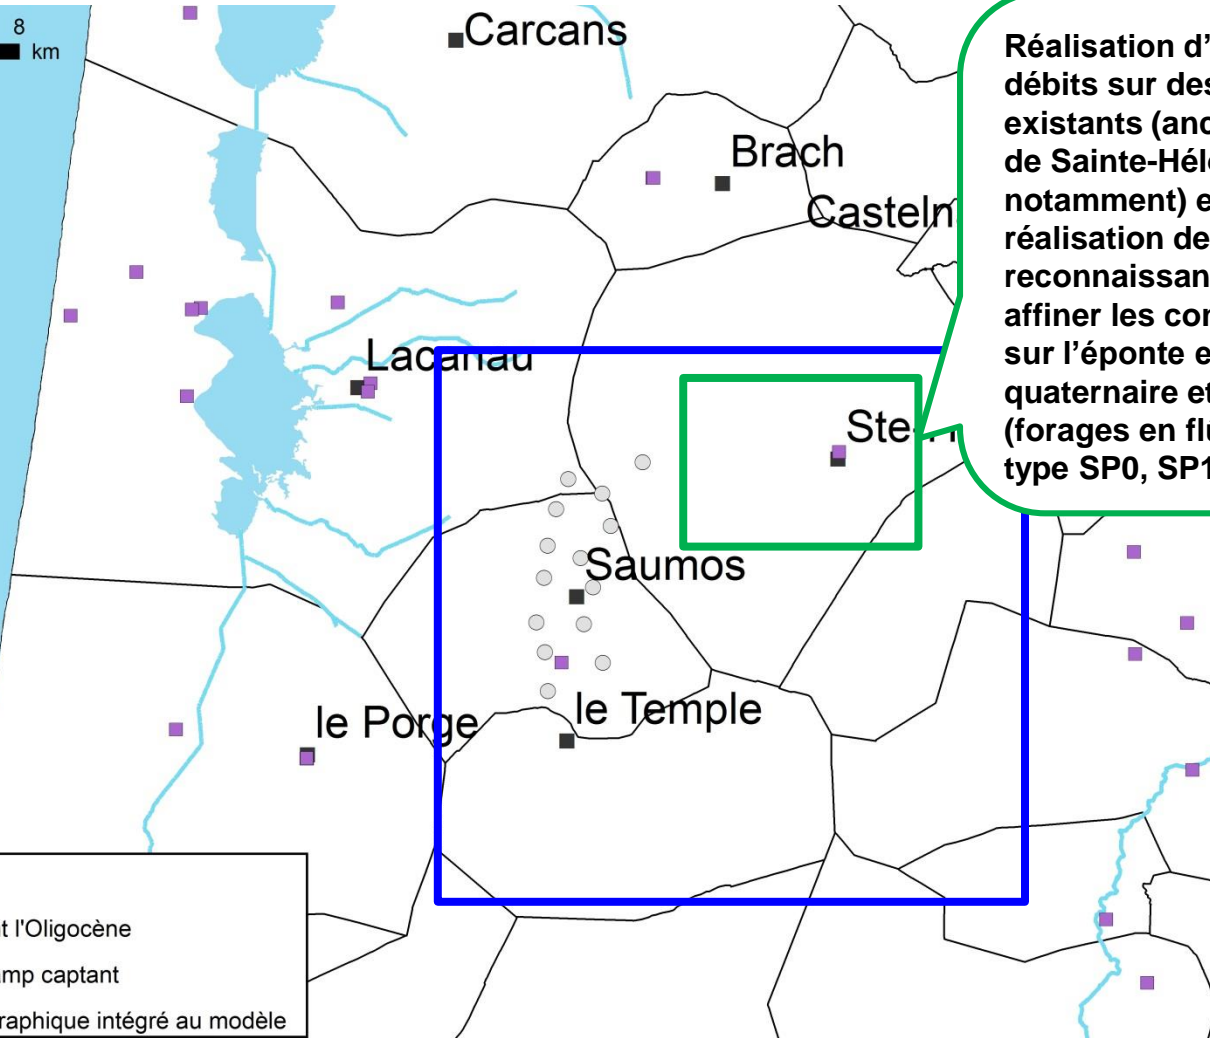 8
km
Carcans
Brach
Casteln
Lacanau
Ste-
Saumos
le Temple
le Porge
Réalisation d'
débits sur des
existants (anc
de Sainte-Hél
notamment) e
réalisation de
reconnaissan
affiner les con
sur l'éponte e
quaternaire et
(forages en flu
type SP0, SP1
t l'Oligocène
amp captant
raphique intégré au modèle